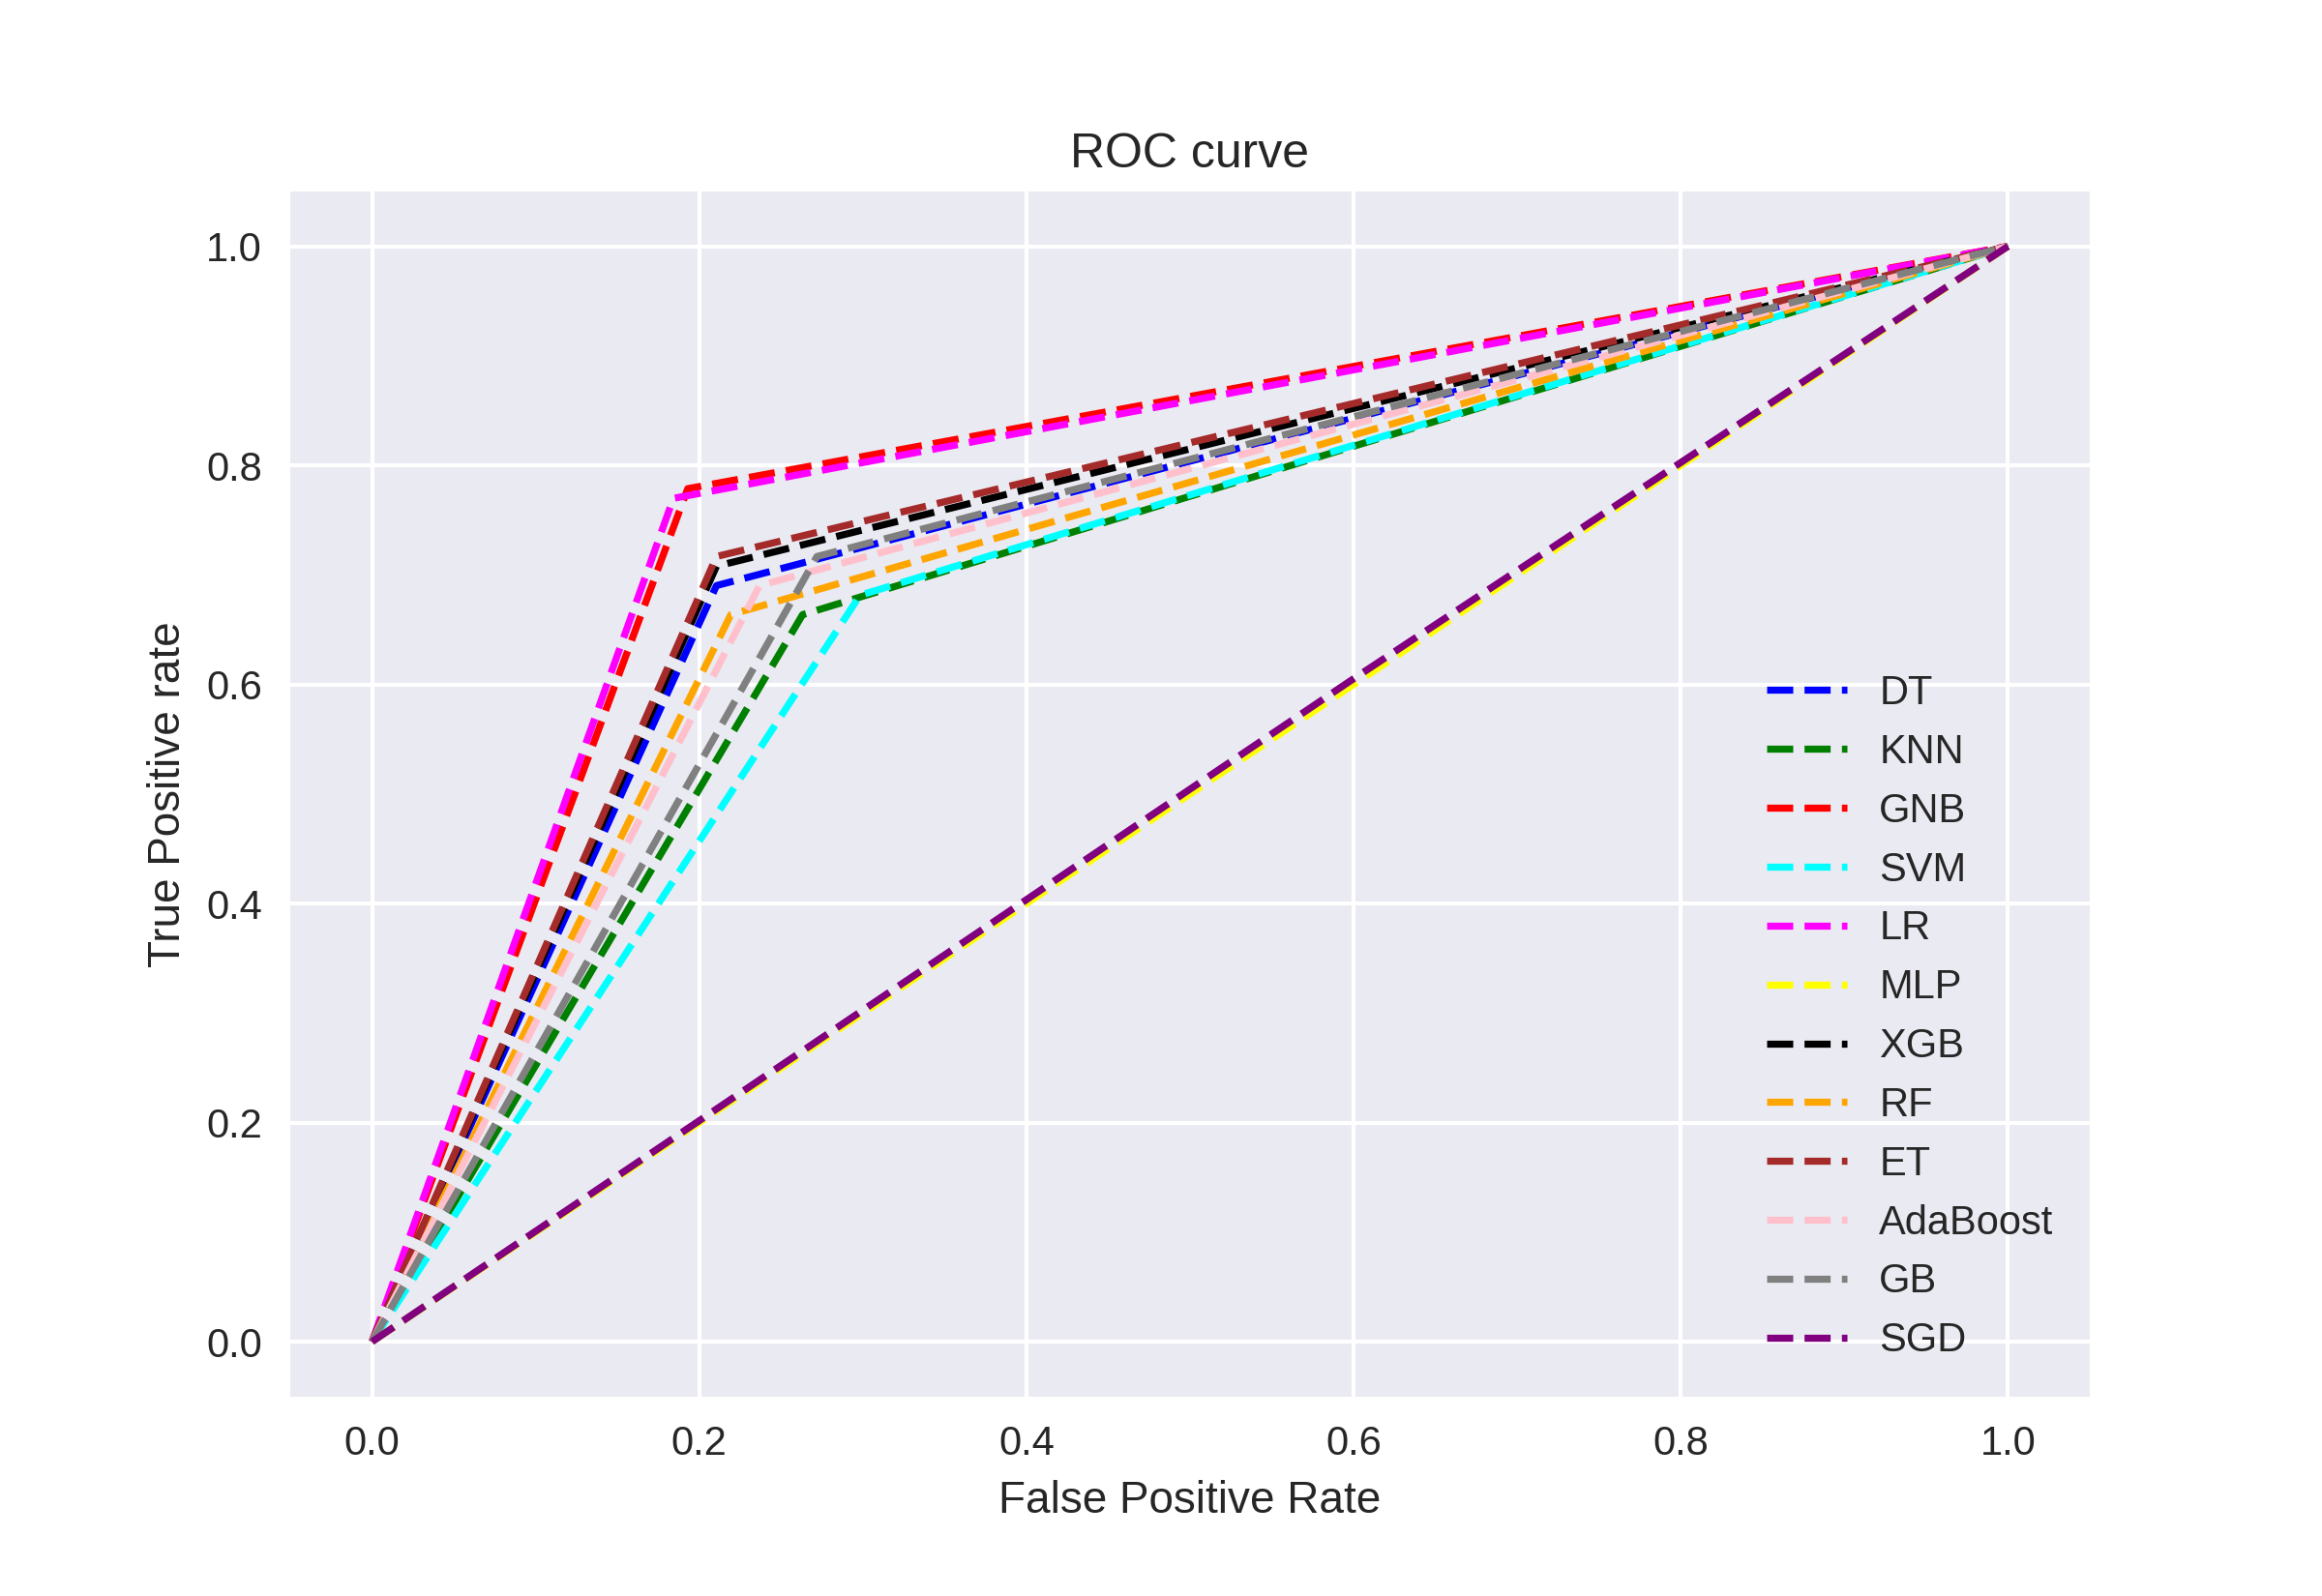 ROC curve
1.0
0.8
0.6
0.4
0.2
0.0
True Positive rate
DT
KNN
GNB
SVM
LR
MLP
XGB
RF
ET
AdaBoost
GB
SGD
0.0 0.2 0.4 0.6 0.8 1.0
False Positive Rate